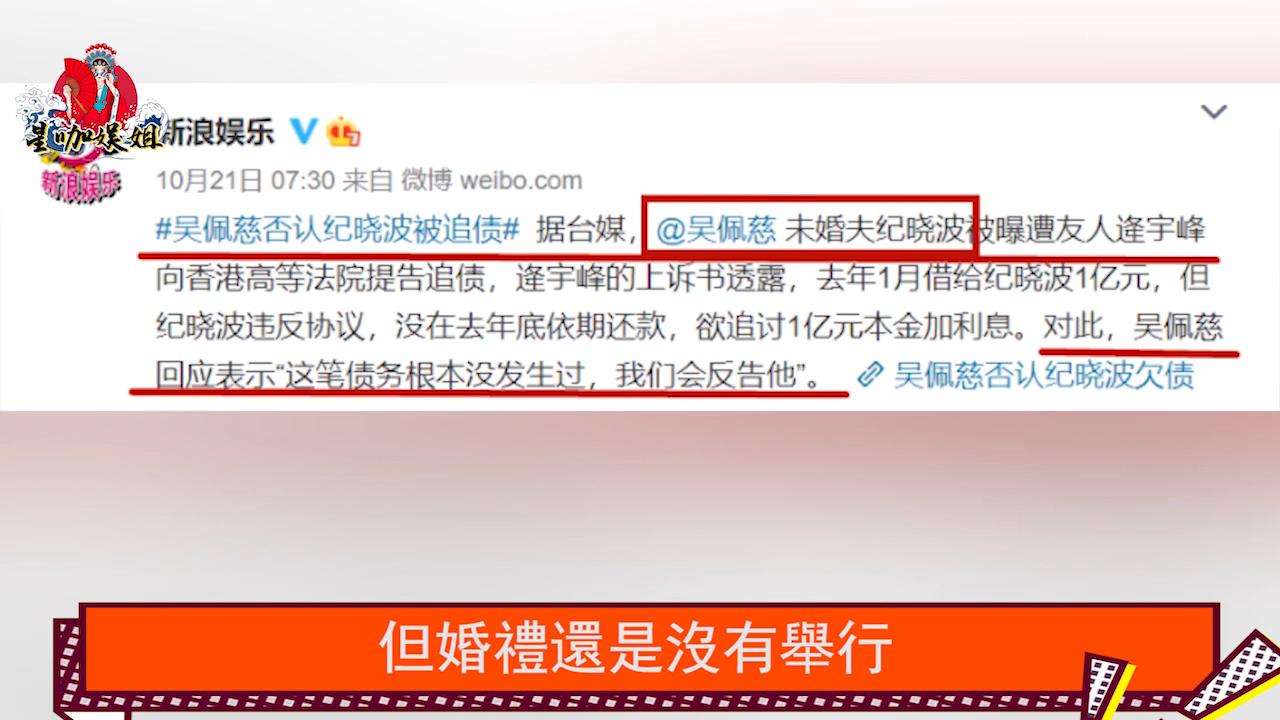 星咖娱姐
新浪娱乐
新浪娱乐
10月21日 07:30 来自 微博 weibo.com
#吴佩慈否认纪晓波被追债# 据台媒，@吴佩慈 未婚夫纪晓波被曝遭友人逄宇峰
向香港高等法院提告追债，逄宇峰的上诉书透露，去年1月借给纪晓波1亿元，但
纪晓波违反协议，没在去年底依期还款，欲追讨1亿元本金加利息。对此，吴佩慈
回应表示“这笔债务根本没发生过，我们会反告他”。 吴佩慈否认纪晓波欠债
但婚禮還是沒有舉行